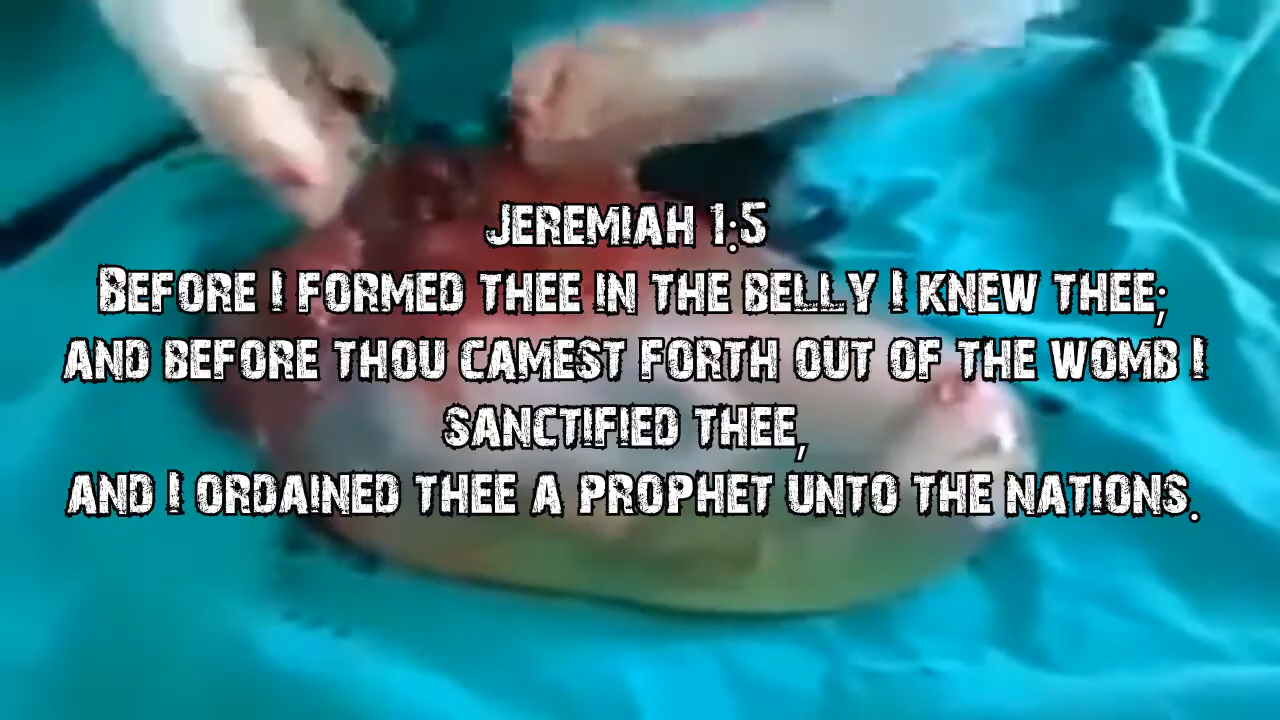 Jeremiah 1:5
Before I formed thee in the belly I knew thee;
and before thou camest forth out of the womb I
sanctified thee,
and I ordained thee a prophet unto the nations.